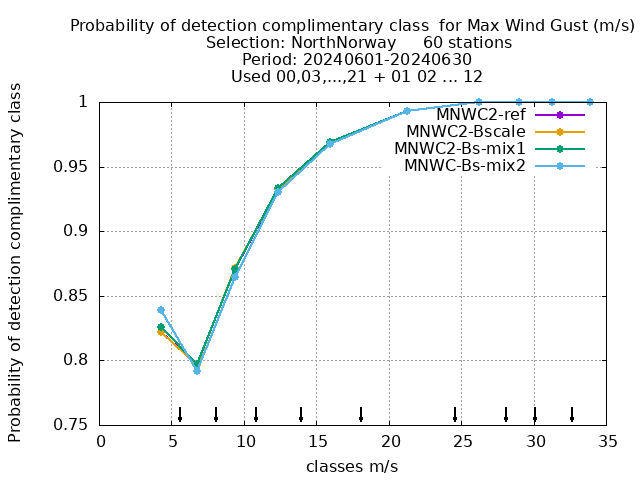 Probability of detection complimentary class  for Max Wind Gust (m/s)
Selection: NorthNorway     60 stations
Period: 20240601-20240630
Used 00,03,...,21 + 01 02 ... 12
Probability of detection complimentary class
1
0.95
0.9
0.85
0.8
0.75
MNWC2-ref
MNWC2-Bscale
MNWC2-Bs-mix1
MNWC-Bs-mix2
0 5 10 15 20 25 30 35
classes m/s